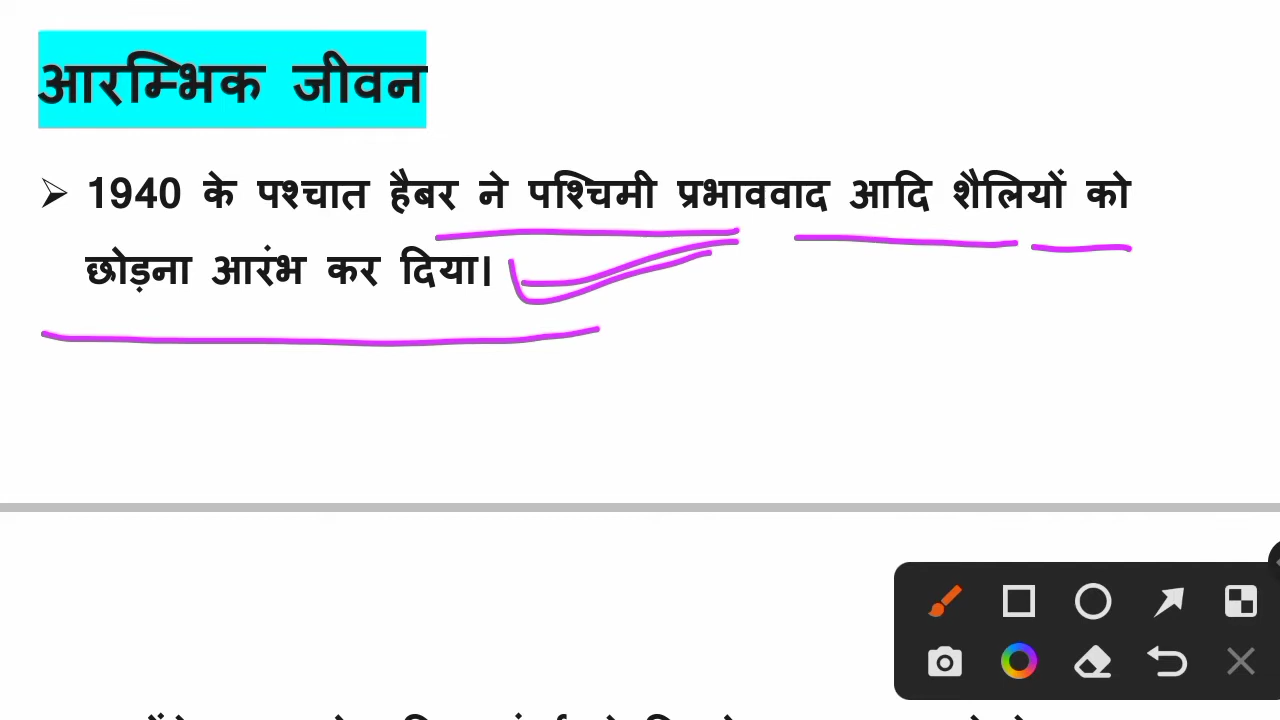 आरम्भिक जीवन
➢ 1940 के पश्चात हैबर ने पश्चिमी प्रभाववाद आदि शैलियों को
छोड़ना आरंभ कर दिया।